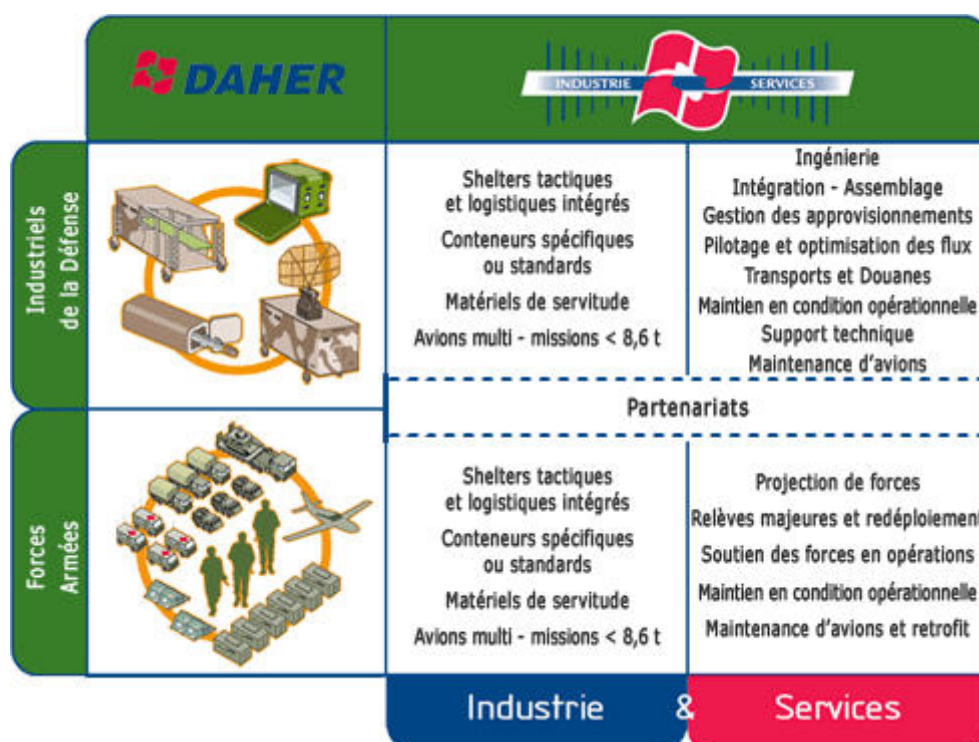 DAHER
INDUSTRIE SERVICES
Industriels
de la Défense
Shelters tactiques
et logistiques intégrés
Conteneurs spécifiques
ou standards
Matériels de servitude
Avions multi - missions < 8,6 t
Ingénierie
Intégration - Assemblage
Gestion des approvisionnements
Pilotage et optimisation des flux
Transports et Douanes
Maintien en condition opérationnelle
Support technique
Maintenance d'avions
Partenariats
Forces
Armées
Shelters tactiques
et logistiques intégrés
Conteneurs spécifiques
ou standards
Matériels de servitude
Avions multi - missions < 8,6 t
Projection de forces
Relèves majeures et redéploiement
Soutien des forces en opérations
Maintien en condition opérationnelle
Maintenance d'avions et retrofit
Industrie & Services